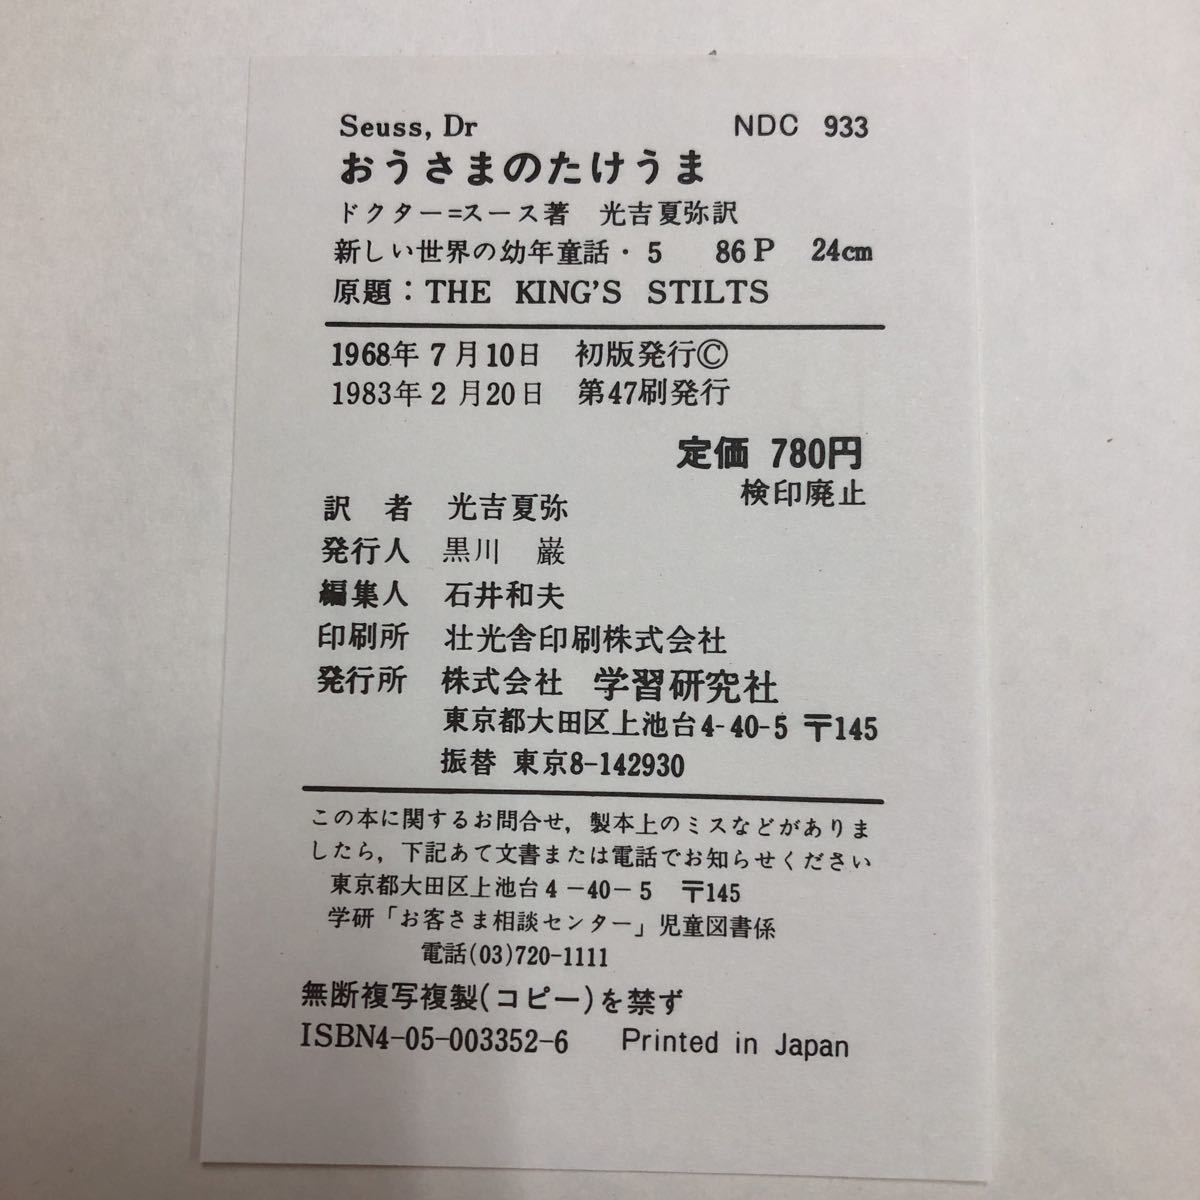 Seuss, Dr NDC 933
おうさまのたけうま
ドクター=スース著 光吉夏弥訳
新しい世界の幼年童話・5 86P 24cm
原題：THE KING'S STILTS
1968年7月10日 初版発行Ⓒ
1983年2月20日 第47刷発行
定価 780円
検印廃止
訳者 光吉夏弥
発行人 黒川 巌
編集人 石井和夫
印刷所 壮光舎印刷株式会社
発行所 株式会社 学習研究社
東京都大田区上池台4-40-5 〒145
振替 東京8-142930
この本に関するお問合せ，製本上のミスなどがありま
したら，下記あて文書または電話でお知らせください
東京都大田区上池台4-40-5 〒145
学研「お客さま相談センター」児童図書係
電話(03)720-1111
無断複写複製(コピー)を禁ず
ISBN4-05-003352-6 Printed in Japan